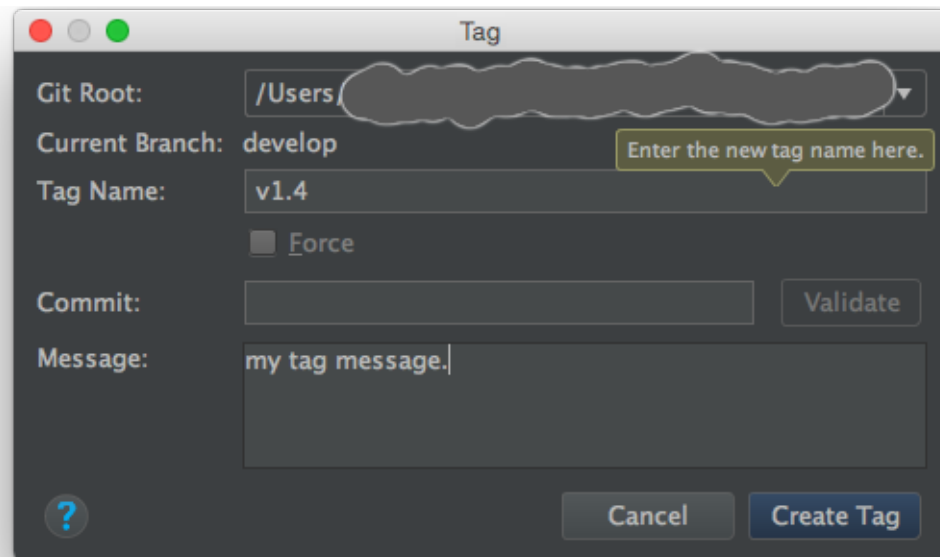 Tag
Git Root: /Users/
Current Branch: develop
Enter the new tag name here.
Tag Name: v1.4
Force
Commit: Validate
Message: my tag message.
? Cancel Create Tag